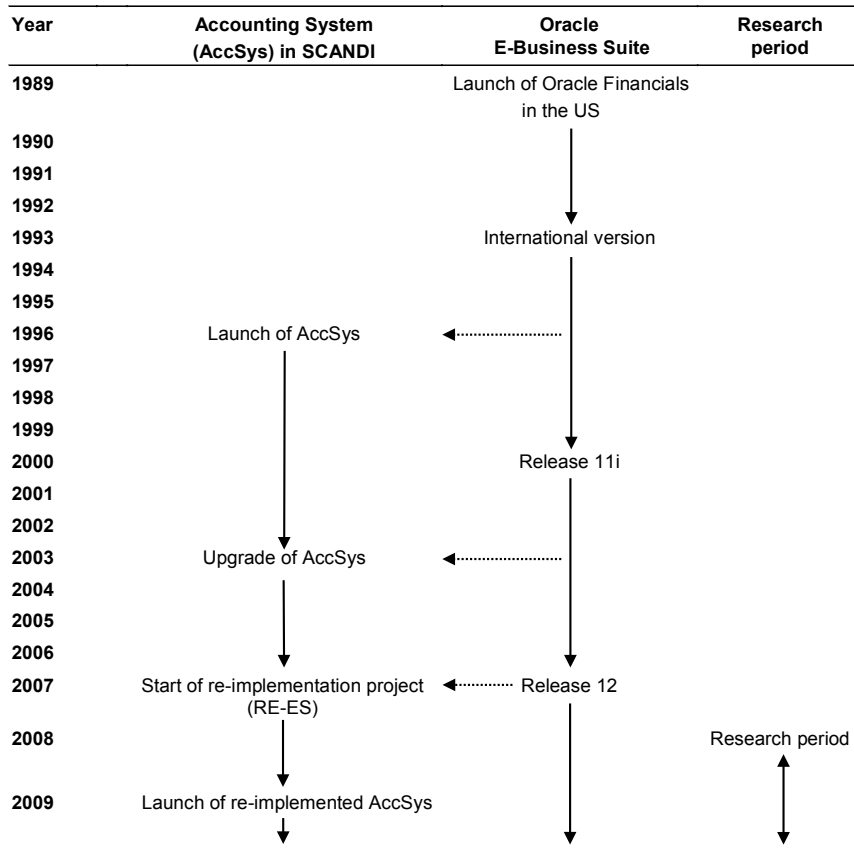 Year Accounting System (AccSys) in SCANDI Oracle E-Business Suite Research period
1989 Launch of Oracle Financials in the US
1990
1991
1992
1993 International version
1994
1995
1996 Launch of AccSys
1997
1998
1999
2000 Release 11i
2001
2002
2003 Upgrade of AccSys
2004
2005
2006
2007 Start of re-implementation project (RE-ES) Release 12
2008 Research period
2009 Launch of re-implemented AccSys